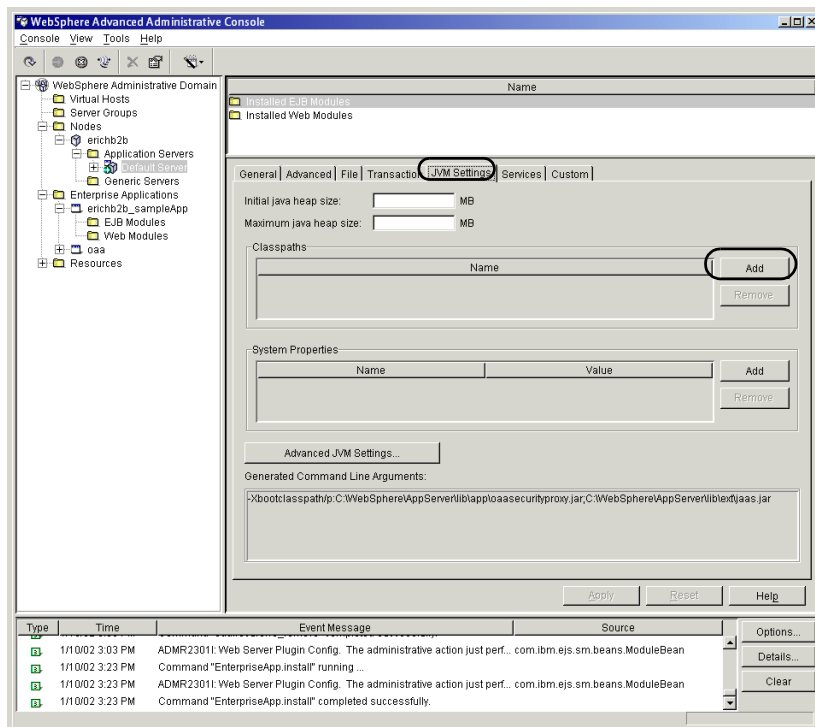 WebSphere Advanced Administrative Console
Console View Tools Help
WebSphere Administrative Domain
Virtual Hosts
Server Groups
Nodes
erichb2b
Application Servers
Default Server
Generic Servers
Enterprise Applications
erichb2b_sampleApp
EJB Modules
Web Modules
oaa
Resources
Name
Installed EJB Modules
Installed Web Modules
General Advanced File Transaction JVM Settings Services Custom
Initial java heap size: MB
Maximum java heap size: MB
Classpaths
Name
Add
Remove
System Properties
Name Value
Add
Remove
Advanced JVM Settings...
Generated Command Line Arguments:
-Xbootclasspath/p:C:\WebSphere\AppServer\lib\app\oaasecurityproxy.jar;C:\WebSphere\AppServer\lib\ext\jaas.jar
Apply Reset Help
Type Time Event Message Source
1/10/02 3:03 PM ADMR2301I: Web Server Plugin Config. The administrative action just perf... com.ibm.ejs.sm.beans.ModuleBean
1/10/02 3:23 PM Command "EnterpriseApp.install" running ...
1/10/02 3:23 PM ADMR2301I: Web Server Plugin Config. The administrative action just perf... com.ibm.ejs.sm.beans.ModuleBean
1/10/02 3:23 PM Command "EnterpriseApp.install" completed successfully.
Options...
Details...
Clear